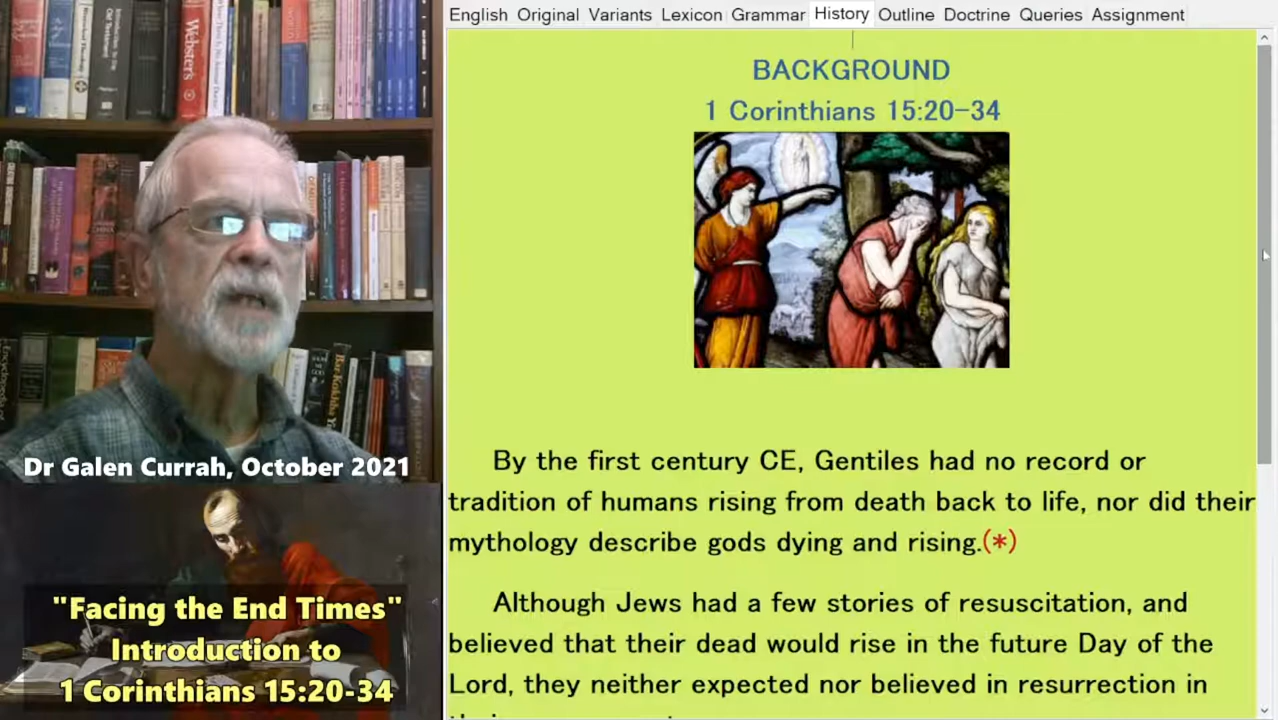 English Original Variants Lexicon Grammar History Outline Doctrine Queries Assignment
BACKGROUND
1 Corinthians 15:20-34
By the first century CE, Gentiles had no record or
tradition of humans rising from death back to life, nor did their
mythology describe gods dying and rising.(*)
Although Jews had a few stories of resuscitation, and
believed that their dead would rise in the future Day of the
Lord, they neither expected nor believed in resurrection in
Webster's
Dr Galen Currah, October 2021
"Facing the End Times"
Introduction to
1 Corinthians 15:20-34